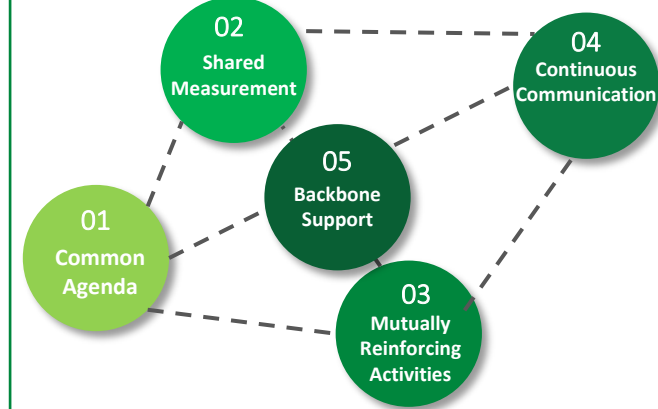 01
Common
Agenda
02
Shared
Measurement
03
Mutually
Reinforcing
Activities
04
Continuous
Communication
05
Backbone
Support